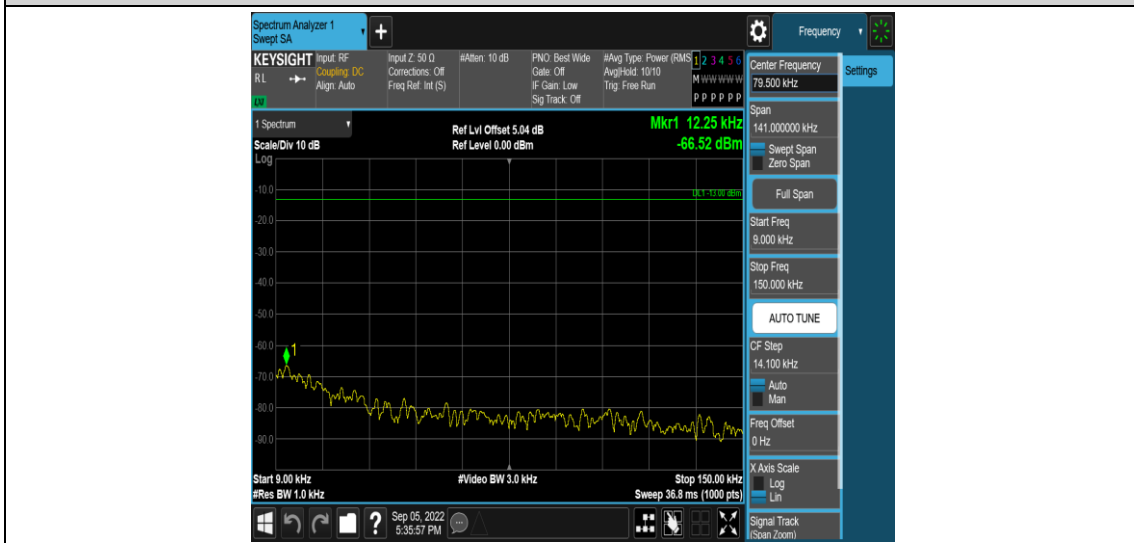 Spectrum Analyzer 1
Swept SA
+
Frequency
KEYSIGHT
RL
LXI
Input: RF
Coupling: DC
Align: Auto
Input Z: 50 Ω
Corrections: Off
Freq Ref: Int (S)
#Atten: 10 dB
PNO: Best Wide
Gate: Off
IF Gain: Low
Sig Track: Off
#Avg Type: Power (RMS
Avg|Hold: 10/10
Trig: Free Run
1 2 3 4 5 6
M W W W W W
P P P P P P
1 Spectrum
Scale/Div 10 dB
Ref Lvl Offset 5.04 dB
Ref Level 0.00 dBm
Mkr1 12.25 kHz
-66.52 dBm
Log
DL1 -13.00 dBm
-10.0
-20.0
-30.0
-40.0
-50.0
-60.0
-70.0
-80.0
-90.0
1
Start 9.00 kHz
#Res BW 1.0 kHz
#Video BW 3.0 kHz
Stop 150.00 kHz
Sweep 36.8 ms (1000 pts)
Center Frequency
79.500 kHz
Settings
Span
141.000000 kHz
Swept Span
Zero Span
Full Span
Start Freq
9.000 kHz
Stop Freq
150.000 kHz
AUTO TUNE
CF Step
14.100 kHz
Auto
Man
Freq Offset
0 Hz
X Axis Scale
Log
Lin
Signal Track
(Span Zoom)
?
Sep 05, 2022
5:35:57 PM